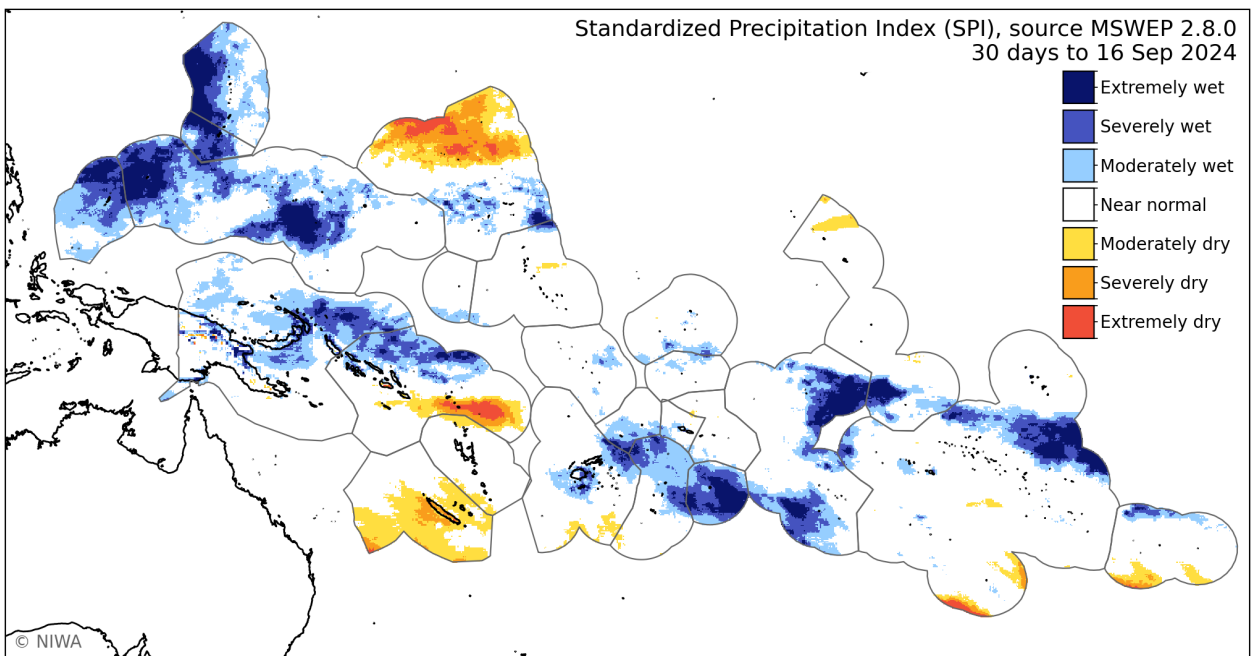 Standardized Precipitation Index (SPI), source MSWEP 2.8.0
30 days to 16 Sep 2024
Extremely wet
Severely wet
Moderately wet
Near normal
Moderately dry
Severely dry
Extremely dry
© NIWA